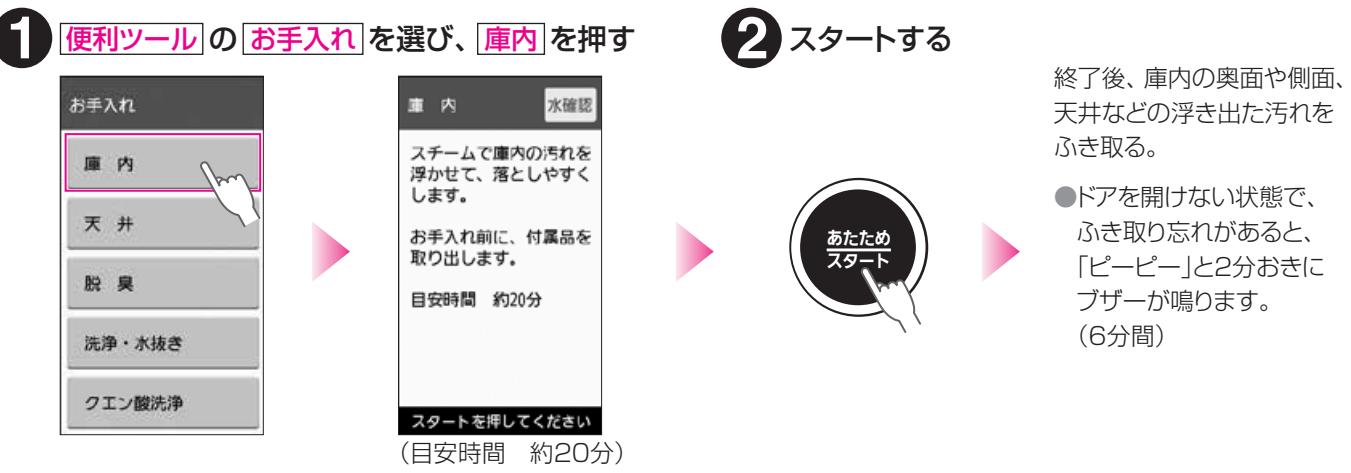 1 便利ツール の お手入れ を選び、 庫内 を押す
お手入れ
庫 内
天 井
脱 臭
洗浄・水抜き
クエン酸洗浄
庫 内 水確認
スチームで庫内の汚れを
浮かせて、落としやすく
します。
お手入れ前に、付属品を
取り出します。
目安時間 約20分
スタートを押してください
（目安時間 約20分）
2 スタートする
あたため
スタート
終了後、庫内の奥面や側面、
天井などの浮き出た汚れを
ふき取る。
●ドアを開けない状態で、
ふき取り忘れがあると、
「ピーピー」と2分おきに
ブザーが鳴ります。
（6分間）